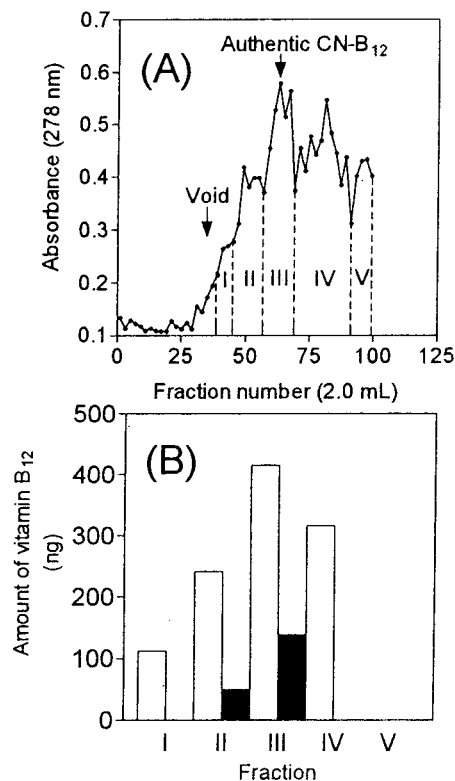 (A)
Authentic CN-B12
Void
Absorbance (278 nm)
0.7
0.6
0.5
0.4
0.3
0.2
0.1
I II III IV V
0 25 50 75 100 125
Fraction number (2.0 mL)
(B)
Amount of vitamin B12
(ng)
500
400
300
200
100
0
I II III IV V
Fraction